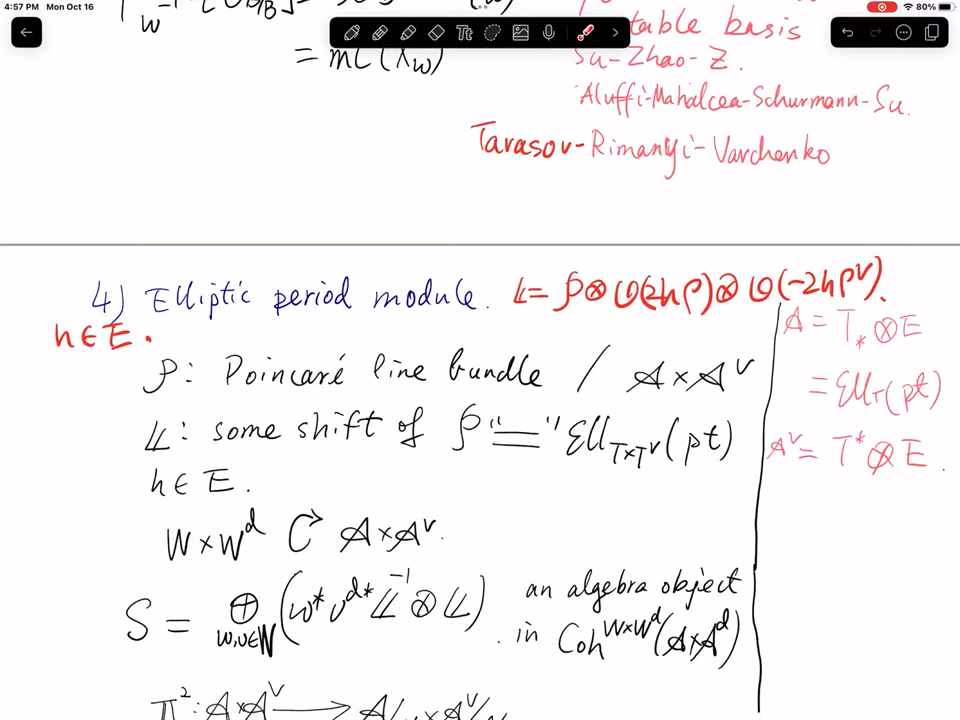 4:57 PM Mon Oct 16
80%
Tt
= mC(X_w)
stable basis
Su-Zhao-Z.
Aluffi-Mihalcea-Schurmann-Su.
Tarasov-Rimanyi-Varchenko
4) Elliptic period module. 𝕃 = 𝒫⊗O(2hρ)⊗O(-2hρ^∨).
h∈E.
𝒫: Poincaré line bundle / 𝔸×𝔸^∨
𝕃: some shift of 𝒫 "=" Ell_{T×T^∨}(pt)
h∈E.
W×W^d ↻ 𝔸×𝔸^∨.
S = ⊕_{w,v∈W} (w^* v^{d*} 𝕃^{-1} ⊗ 𝕃) an algebra object
in Coh^{W×W^d}(𝔸×𝔸^d)
π²: 𝔸×𝔸^∨ → 𝔸/W×𝔸^∨/W
𝔸 = T_*⊗E
= Ell_T(pt)
𝔸^∨ = T^*⊗E.